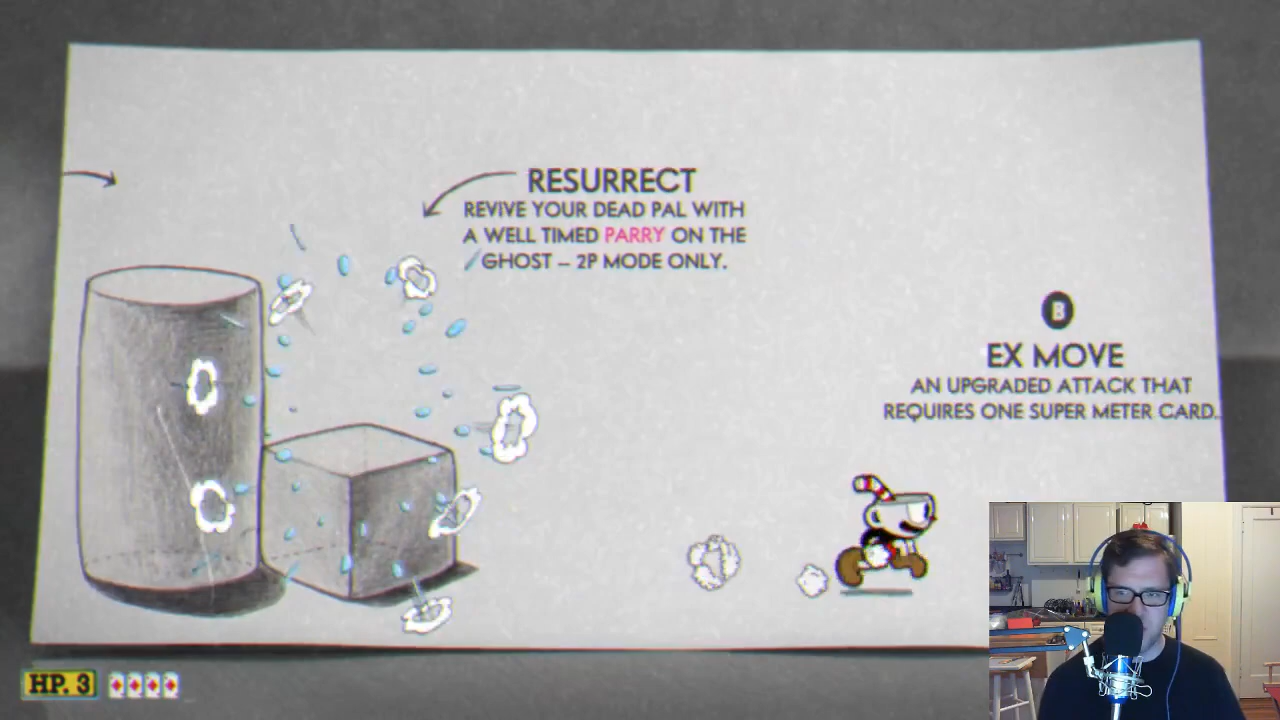 RESURRECT
REVIVE YOUR DEAD PAL WITH
A WELL TIMED PARRY ON THE
GHOST – 2P MODE ONLY.
B
EX MOVE
AN UPGRADED ATTACK THAT
REQUIRES ONE SUPER METER CARD.
HP. 3